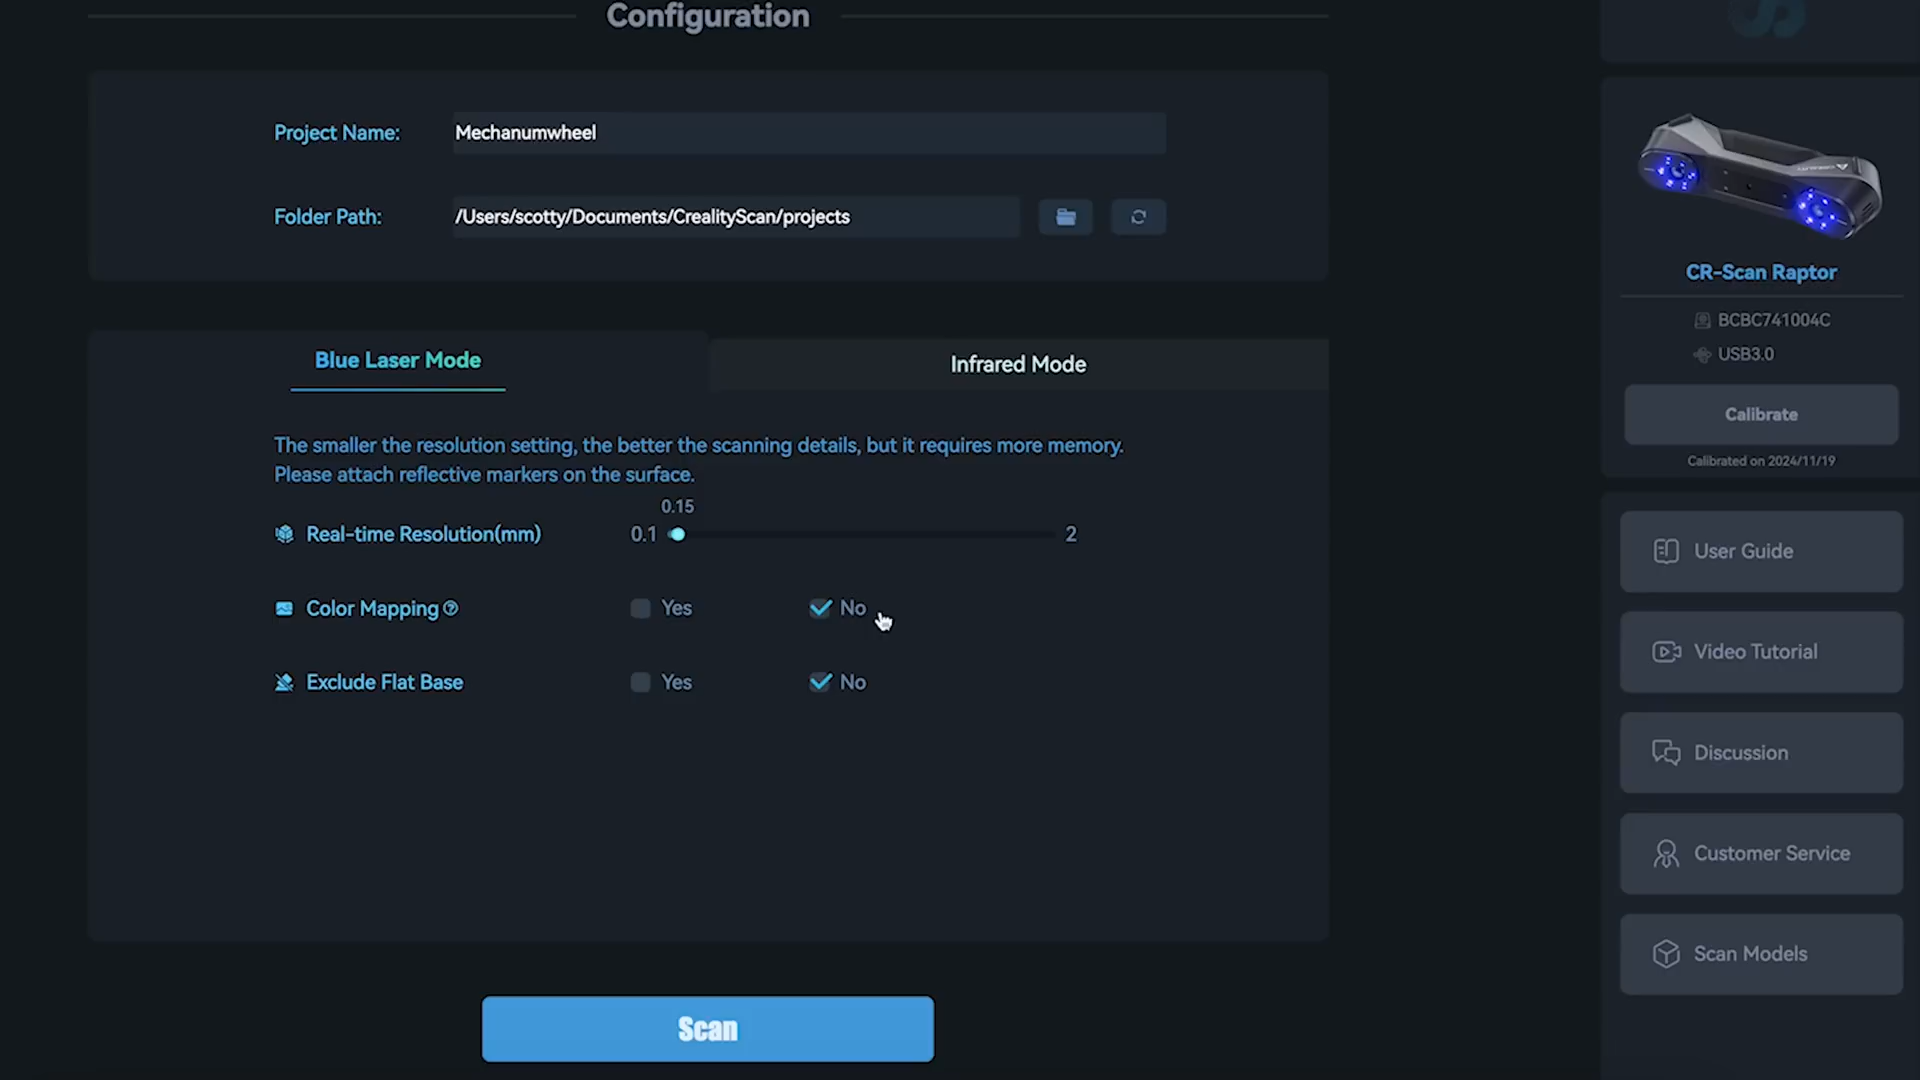 Configuration
Project Name:
Mechanumwheel
Folder Path:
/Users/scotty/Documents/CrealityScan/projects
Blue Laser Mode
Infrared Mode
The smaller the resolution setting, the better the scanning details, but it requires more memory.
Please attach reflective markers on the surface.
0.15
Real-time Resolution(mm)
0.1
2
Color Mapping
Yes
No
Exclude Flat Base
Yes
No
Scan
CR-Scan Raptor
BCBC741004C
USB3.0
Calibrate
Calibrated on 2024/11/19
User Guide
Video Tutorial
Discussion
Customer Service
Scan Models